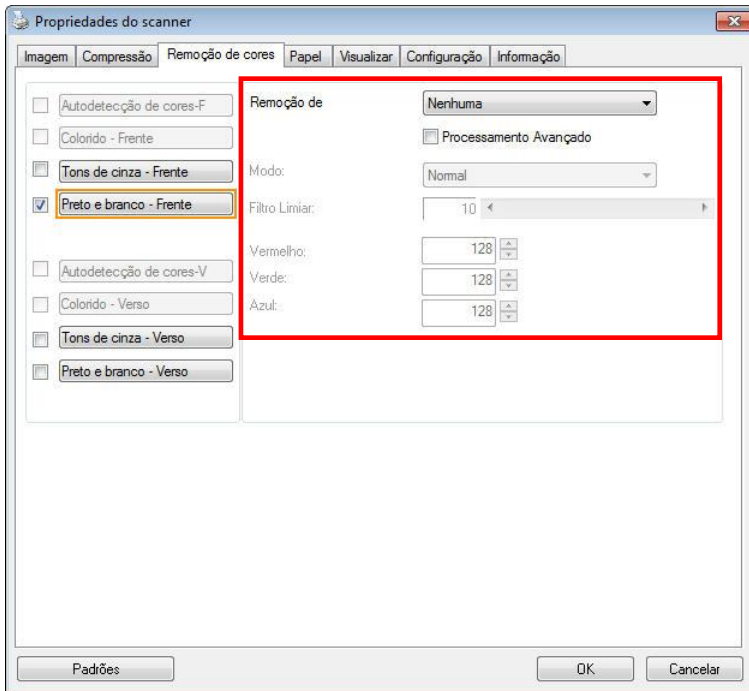 Propriedades do scanner
Imagem Compressão Remoção de cores Papel Visualizar Configuração Informação
Autodetecção de cores-F
Colorido - Frente
Tons de cinza - Frente
Preto e branco - Frente
Autodetecção de cores-V
Colorido - Verso
Tons de cinza - Verso
Preto e branco - Verso
Remoção de Nenhuma
Processamento Avançado
Modo: Normal
Filtro Limiar: 10
Vermelho: 128
Verde: 128
Azul: 128
Padrões OK Cancelar